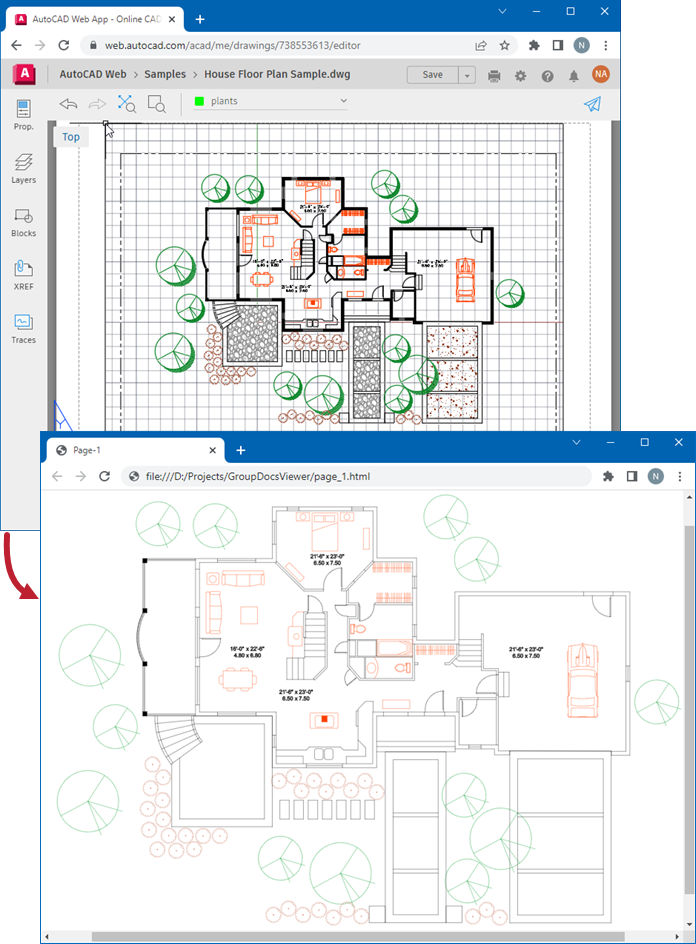 AutoCAD Web App - Online CAD
web.autocad.com/acad/me/drawings/738553613/editor
N
AutoCAD Web > Samples > House Floor Plan Sample.dwg
Save
NA
Prop.
plants
Top
Layers
Blocks
XREF
Traces
Page-1
file:///D:/Projects/GroupDocsViewer/page_1.html
N
21'-6" x 23'-0"
6.50 x 7.50
16'-0" x 22'-6"
4.80 x 6.80
21'-6" x 23'-0"
6.50 x 7.50
21'-6" x 23'-0"
6.50 x 7.50